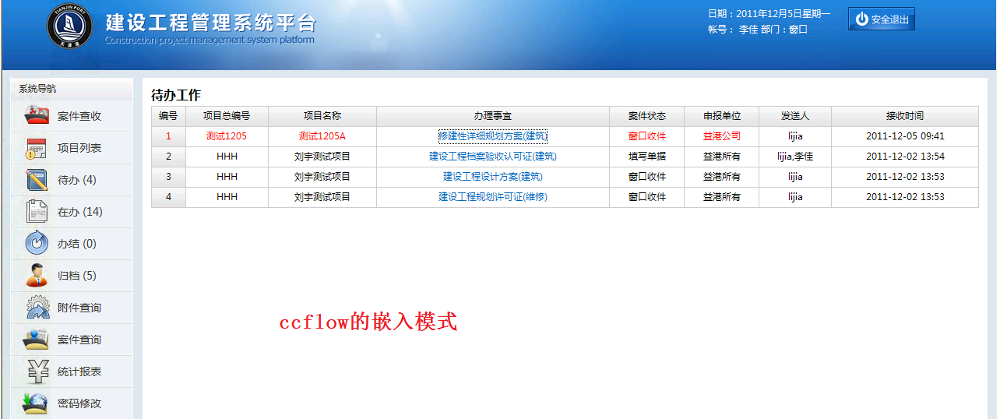 TIANJIN PORT
天津港
建设工程管理系统平台
Construction project management system platform
日期：2011年12月5日星期一
帐号： 李佳 部门：窗口
安全退出
系统导航
案件查收
项目列表
待办 (4)
在办 (14)
办结 (0)
归档 (5)
附件查询
案件查询
统计报表
密码修改
待办工作
编号 项目总编号 项目名称 办理事宜 案件状态 申报单位 发送人 接收时间
1 测试1205 测试1205A 修建性详细规划方案(建筑) 窗口收件 益港公司 lijia 2011-12-05 09:41
2 HHH 刘宇测试项目 建设工程档案验收认可证(建筑) 填写单据 益港所有 lijia,李佳 2011-12-02 13:54
3 HHH 刘宇测试项目 建设工程设计方案(建筑) 窗口收件 益港所有 lijia 2011-12-02 13:53
4 HHH 刘宇测试项目 建设工程规划许可证(维修) 窗口收件 益港所有 lijia 2011-12-02 13:53
ccflow的嵌入模式